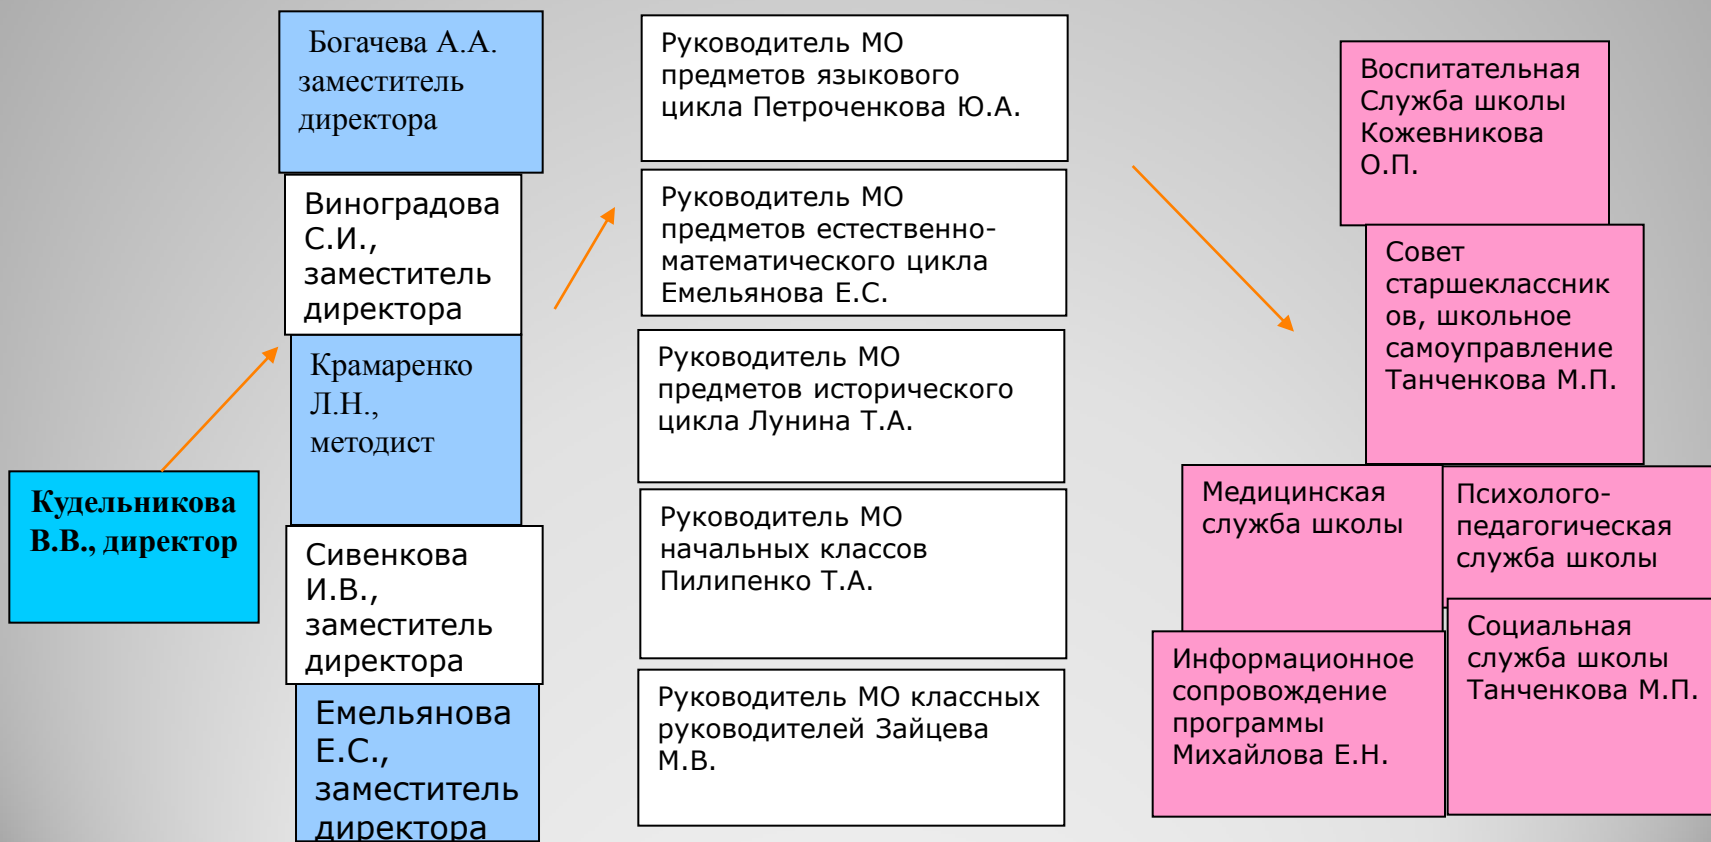 Кудельникова
В.В., директор
Богачева А.А.
заместитель
директора
Виноградова
С.И.,
заместитель
директора
Крамаренко
Л.Н.,
методист
Сивенкова
И.В.,
заместитель
директора
Емельянова
Е.С.,
заместитель
директора
Руководитель МО
предметов языкового
цикла Петроченкова Ю.А.
Руководитель МО
предметов естественно-
математического цикла
Емельянова Е.С.
Руководитель МО
предметов исторического
цикла Лунина Т.А.
Руководитель МО
начальных классов
Пилипенко Т.А.
Руководитель МО классных
руководителей Зайцева
М.В.
Воспитательная
Служба школы
Кожевникова
О.П.
Совет
старшеклассник
ов, школьное
самоуправление
Танченкова М.П.
Медицинская
служба школы
Психолого-
педагогическая
служба школы
Информационное
сопровождение
программы
Михайлова Е.Н.
Социальная
служба школы
Танченкова М.П.